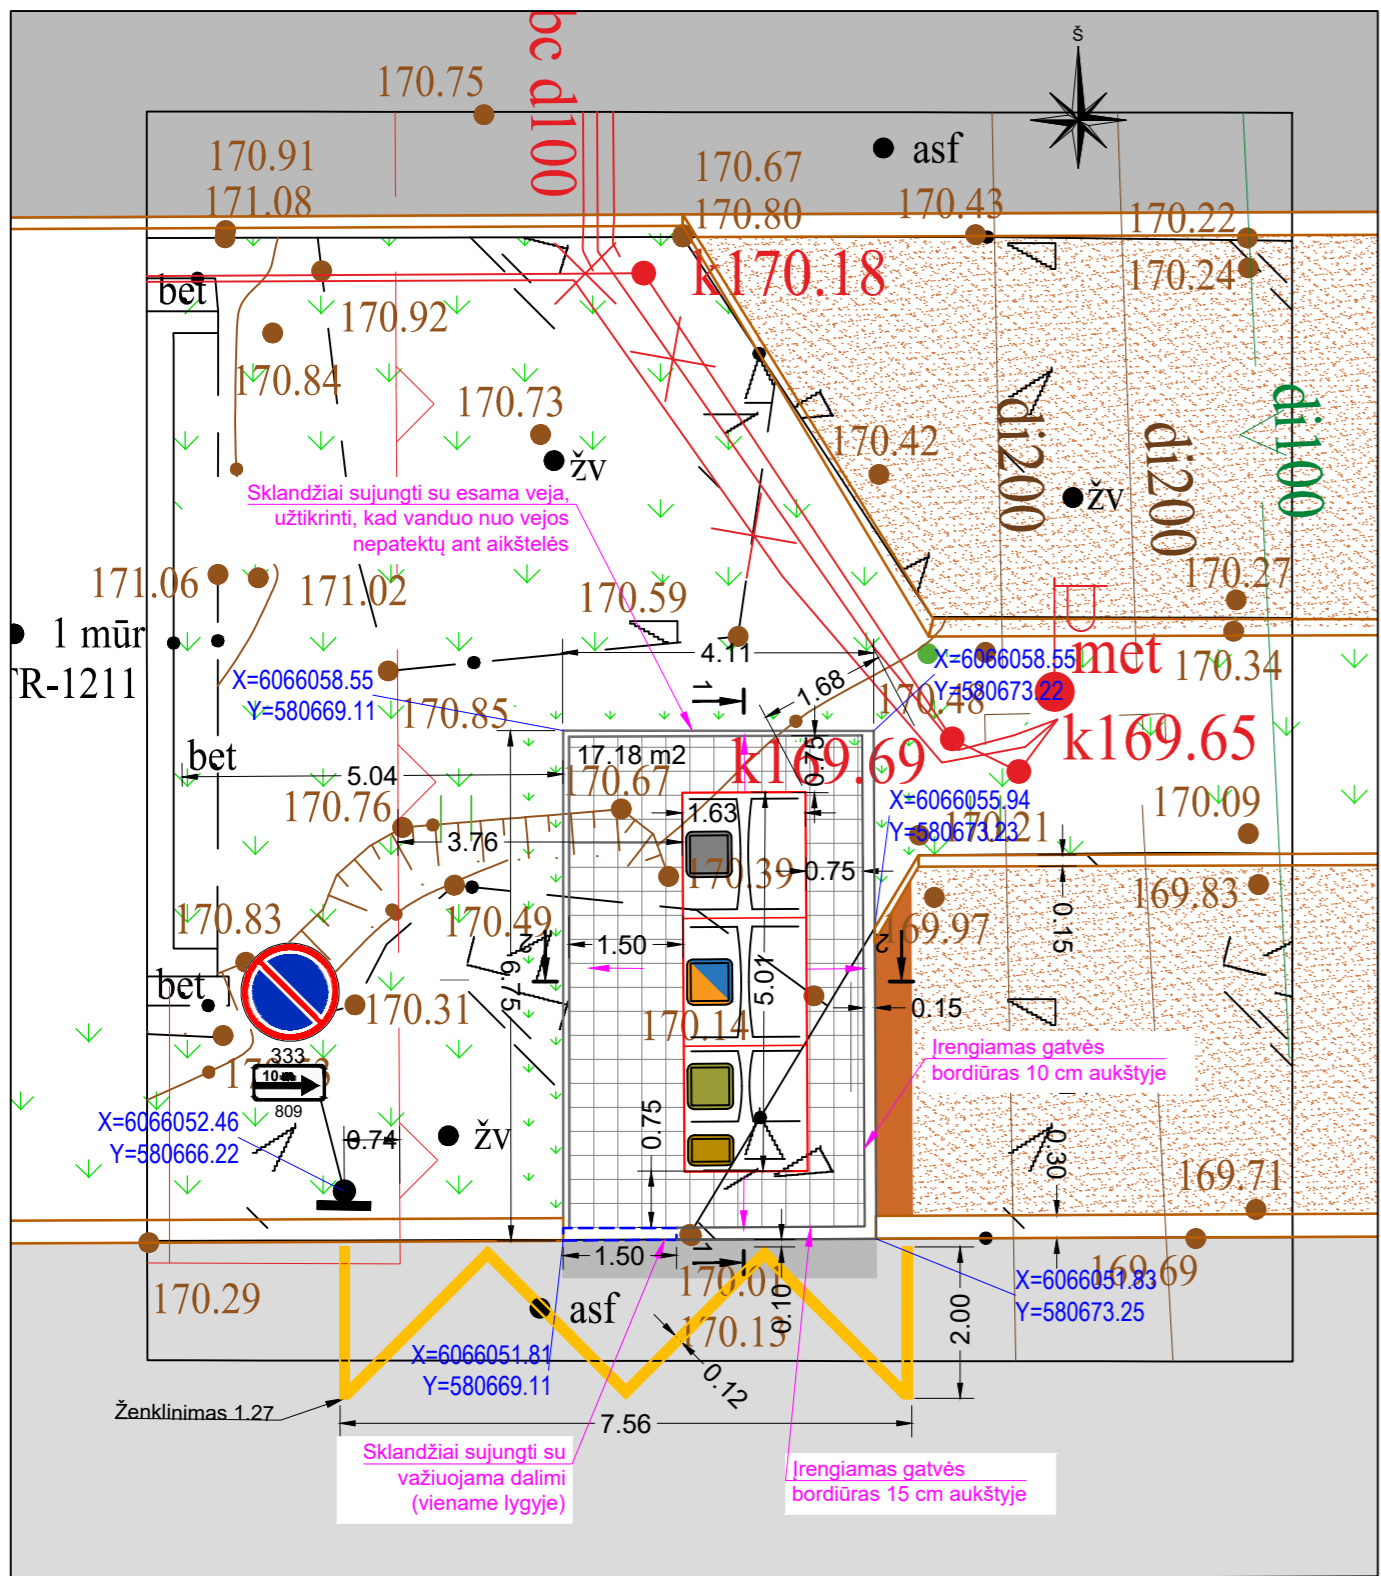 bc d100
Š
170.75
asf
170.91
171.08
170.67
170.80
170.43
170.22
170.24
k170.18
bet
170.92
170.84
170.73
žv
170.42
di200
di200
di100
žv
Sklandžiai sujungti su esama veja,
užtikrinti, kad vanduo nuo vejos
nepatektų ant aikštelės
171.06
171.02
170.59
170.27
1 mūr
TR-1211
4.11
X=6066058.55
Y=580669.11
X=6066058.55
Y=580673.22
met
170.34
1
1.68
170.48
170.85
bet
17.18 m2
k169.69
0.75
k169.65
5.04
170.67
170.76
1.63
X=6066055.94
Y=580673.23
170.21
170.09
3.76
170.39
0.75
169.83
170.83
170.49
169.97
0.15
2
1.50
2
6.75
5.01
bet
170.31
170.14
0.15
333
10 m
809
Įrengiamas gatvės
bordiūras 10 cm aukštyje
X=6066052.46
Y=580666.22
0.74
žv
0.75
0.30
169.71
1.50
1
170.01
170.13
0.10
169.69
X=6066051.83
Y=580673.25
2.00
170.29
asf
X=6066051.81
Y=580669.11
0.12
Ženklinimas 1.27
7.56
Sklandžiai sujungti su
važiuojama dalimi
(viename lygyje)
Įrengiamas gatvės
bordiūras 15 cm aukštyje